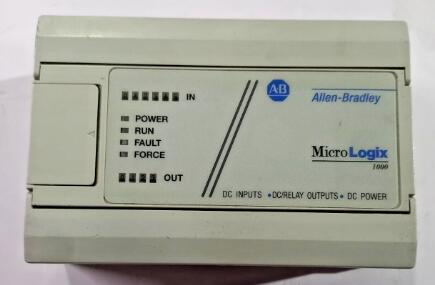 IN
POWER
RUN
FAULT
FORCE
OUT
AB
Allen-Bradley
MicroLogix
1000
DC INPUTS • DC/RELAY OUTPUTS • DC POWER